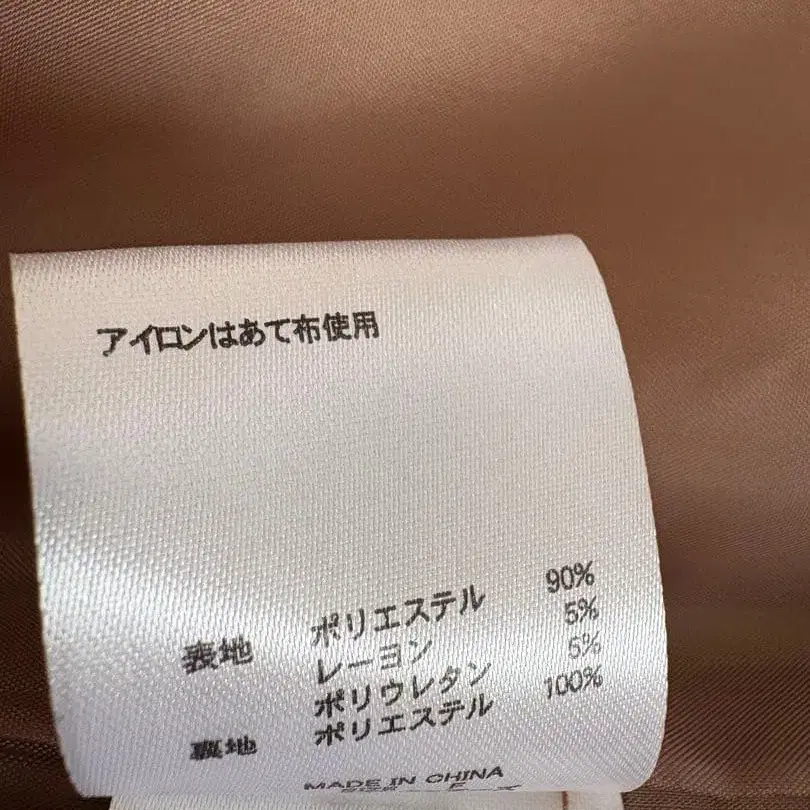 アイロンはあて布使用
表地 ポリエステル 90%
レーヨン 5%
ポリウレタン 5%
裏地 ポリエステル 100%
MADE IN CHINA